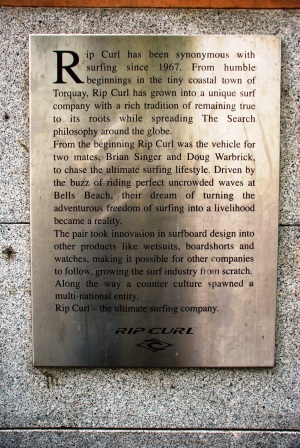 Rip Curl has been synonymous with
surfing since 1967. From humble
beginnings in the tiny coastal town of
Torquay, Rip Curl has grown into a unique surf
company with a rich tradition of remaining true
to its roots while spreading The Search
philosophy around the globe.
From the beginning Rip Curl was the vehicle for
two mates, Brian Singer and Doug Warbrick,
to chase the ultimate surfing lifestyle. Driven by
the buzz of riding perfect uncrowded waves at
Bells Beach, their dream of turning the
adventurous freedom of surfing into a livelihood
became a reality.
The pair took innovaion in surfboard design into
other products like wetsuits, boardshorts and
watches, making it possible for other companies
to follow, growing the surf industry from scratch.
Along the way a counter culture spawned a
multi-national entity.
Rip Curl – the ultimate surfing company.
RIP CURL